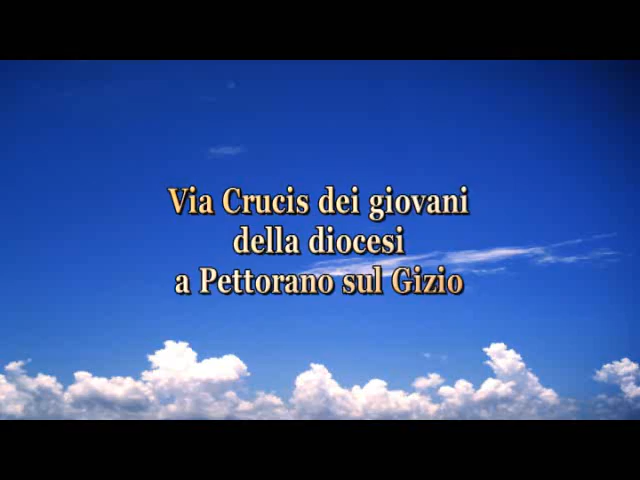 Via Crucis dei giovani
della diocesi
a Pettorano sul Gizio